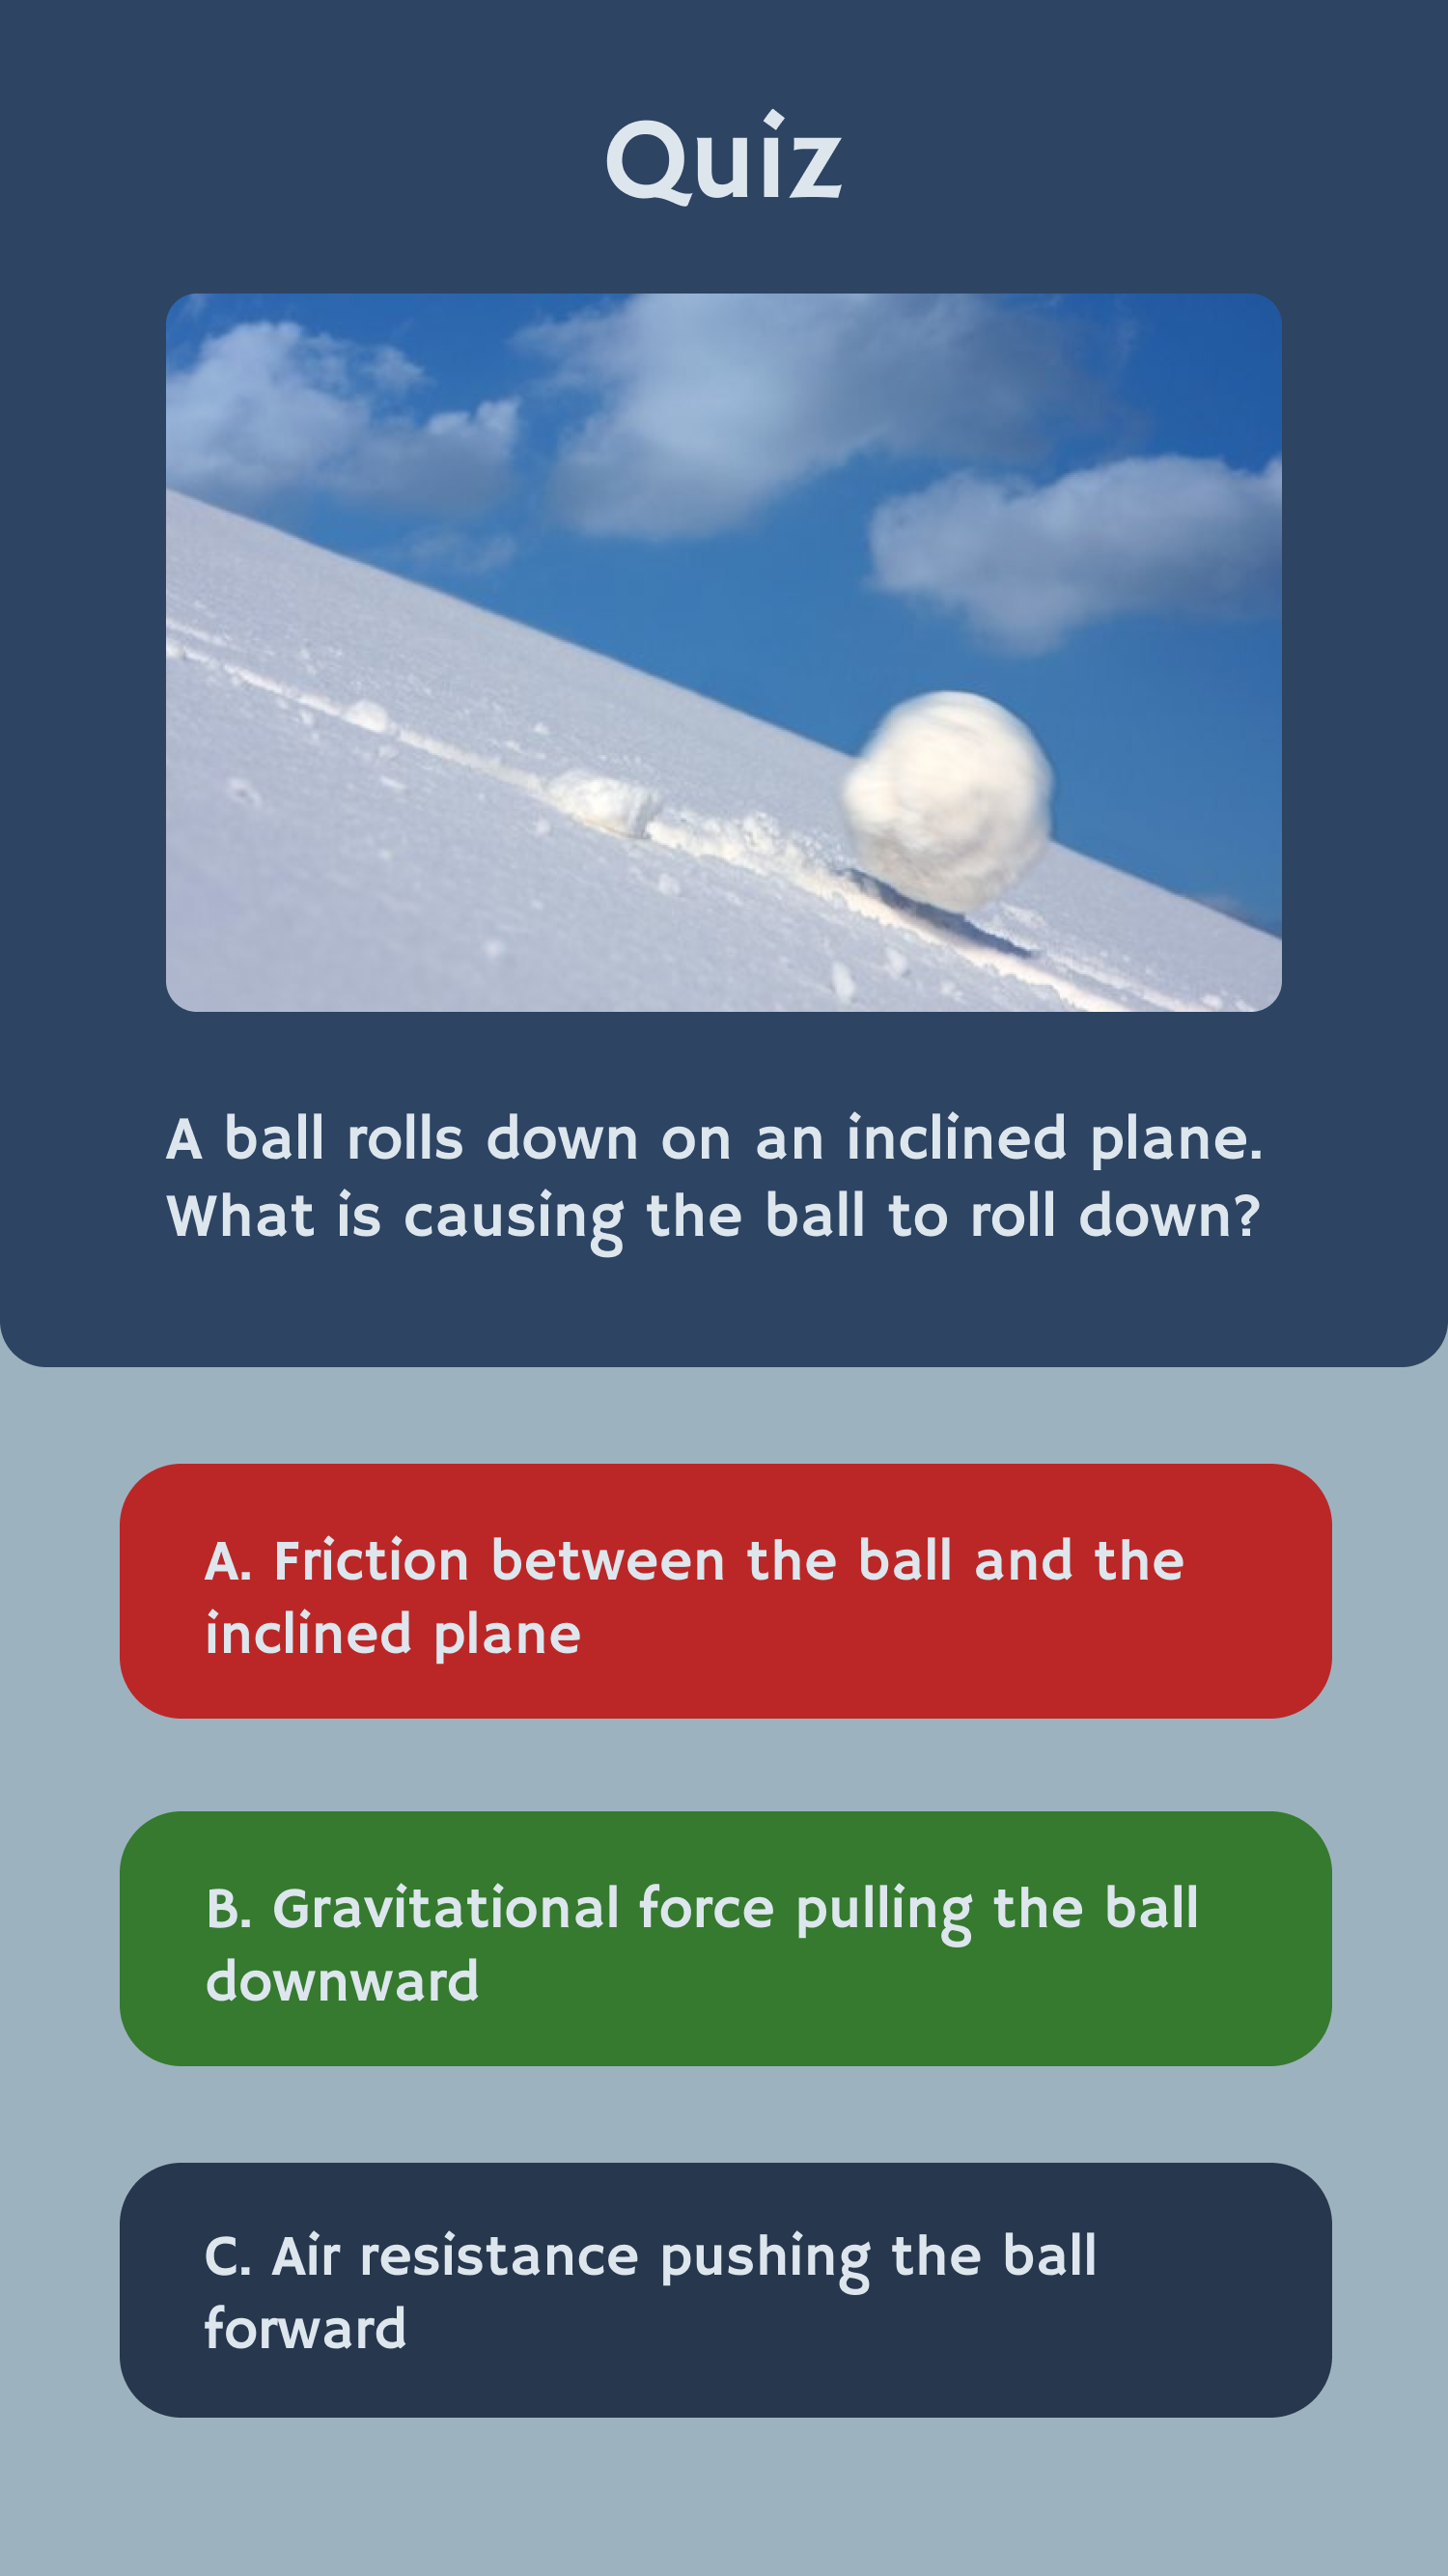 Quiz
A ball rolls down on an inclined plane.
What is causing the ball to roll down?
A. Friction between the ball and the
inclined plane
B. Gravitational force pulling the ball
downward
C. Air resistance pushing the ball
forward